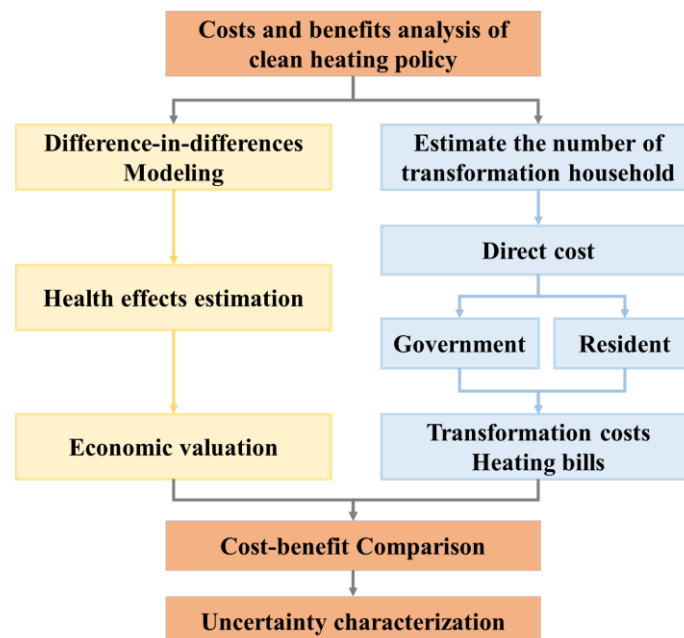 Costs and benefits analysis of
clean heating policy
Difference-in-differences
Modeling
Estimate the number of
transformation household
Direct cost
Health effects estimation
Government
Resident
Economic valuation
Transformation costs
Heating bills
Cost-benefit Comparison
Uncertainty characterization